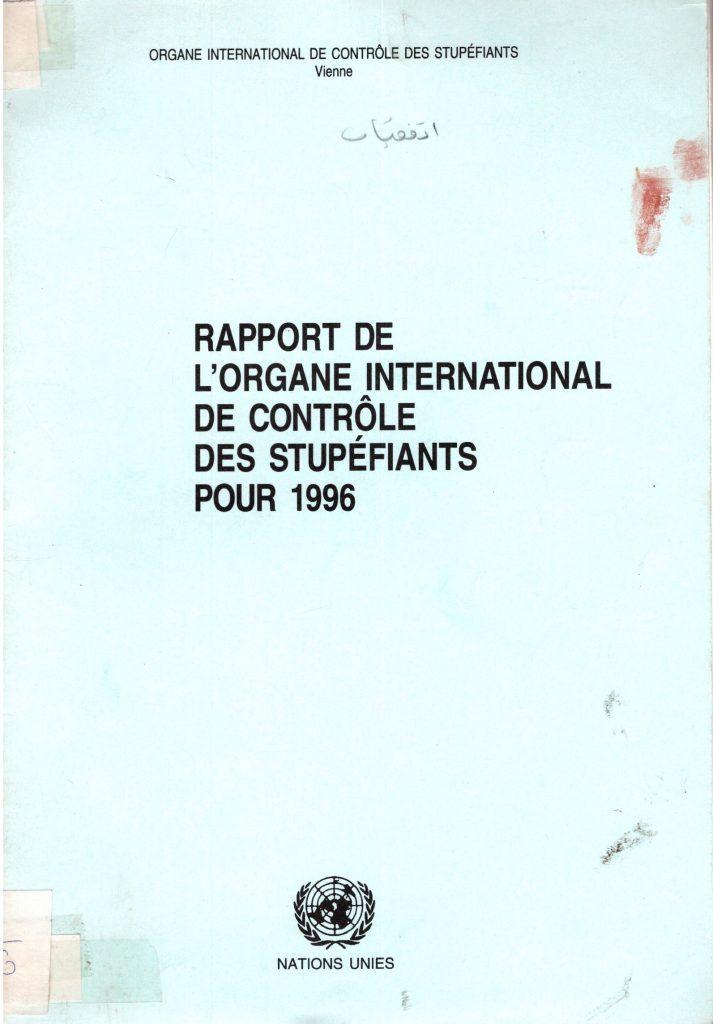 ORGANE INTERNATIONAL DE CONTRÔLE DES STUPÉFIANTS
Vienne
RAPPORT DE
L'ORGANE INTERNATIONAL
DE CONTRÔLE
DES STUPÉFIANTS
POUR 1996
NATIONS UNIES